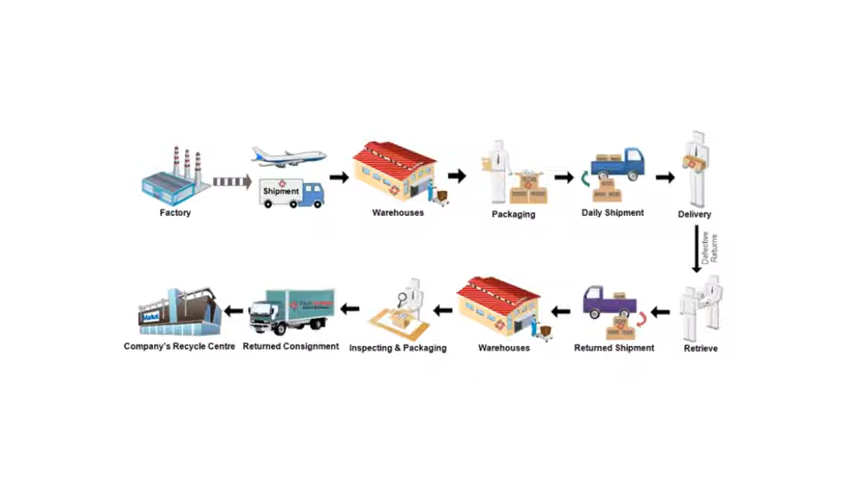 Shipment
Factory
Warehouses
Packaging
Daily Shipment
Delivery
Defective
Returns
Company's Recycle Centre
Returned Consignment
Inspecting & Packaging
Warehouses
Returned Shipment
Retrieve